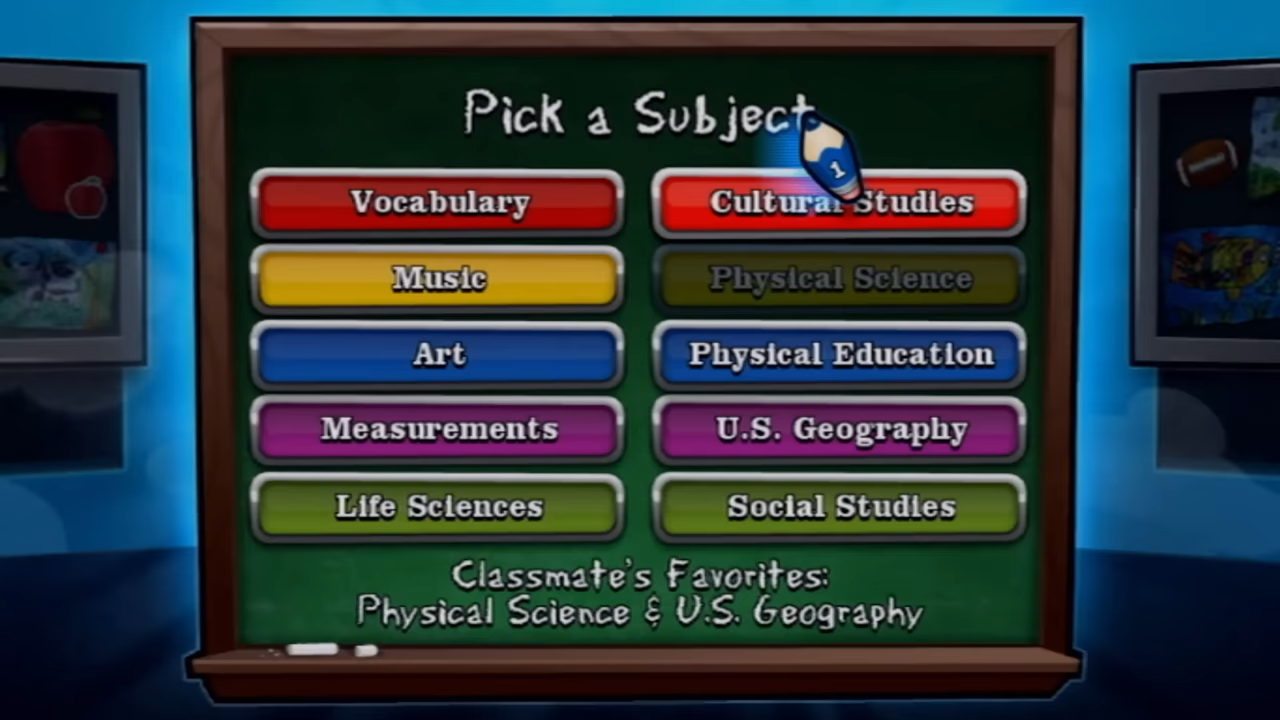 Pick a Subject
Vocabulary
Cultural Studies
Music
Physical Science
Art
Physical Education
Measurements
U.S. Geography
Life Sciences
Social Studies
Classmate's Favorites:
Physical Science & U.S. Geography
1